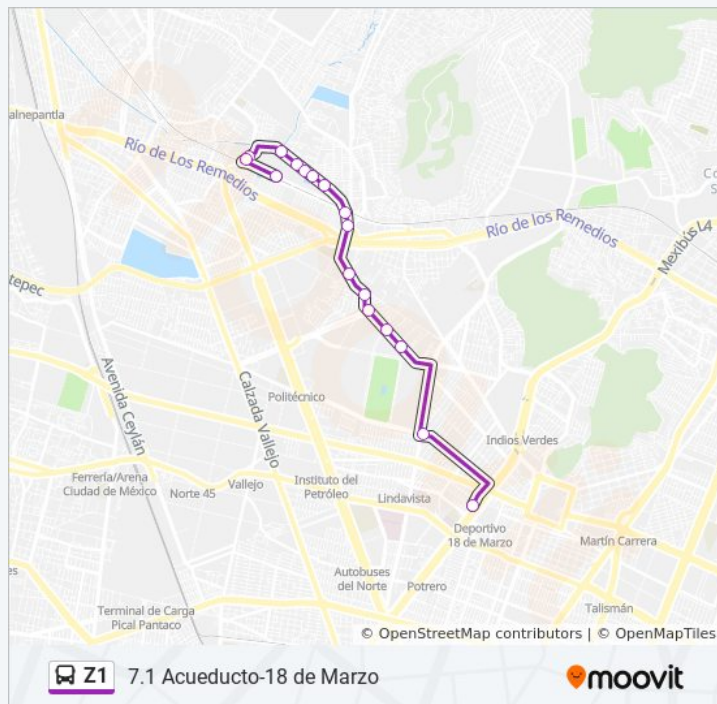 alnepantla
Río de Los Remedios
Río de los Remedios
Mexibús L4
Co
S
tepec
Avenida Ceylán
Calzada Vallejo
Politécnico
Indios Verdes
Ferrería/Arena
Ciudad de México
Norte 45
Vallejo
Instituto del
Petróleo
Lindavista
Deportivo
18 de Marzo
Martín Carrera
Autobuses
del Norte
Potrero
es
Terminal de Carga
Pical Pantaco
Talismán
© OpenStreetMap contributors | © OpenMapTiles
Z1 7.1 Acueducto-18 de Marzo
moovit